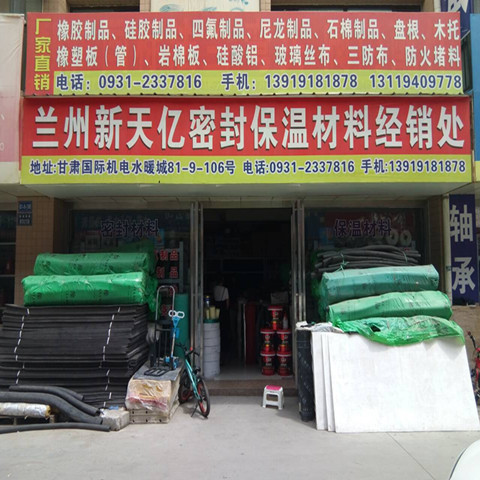 厂家直销
橡胶制品、硅胶制品、四氟制品、尼龙制品、石棉制品、盘根、木托
橡塑板（管）、岩棉板、硅酸铝、玻璃丝布、三防布、防火堵料
电话：0931-2337816 手机：13919181878 13119409778
兰州新天亿密封保温材料经销处
地址:甘肃国际机电水暖城81-9-106号 电话:0931-2337816 手机:13919181878
密封材料
保温材料
轴承